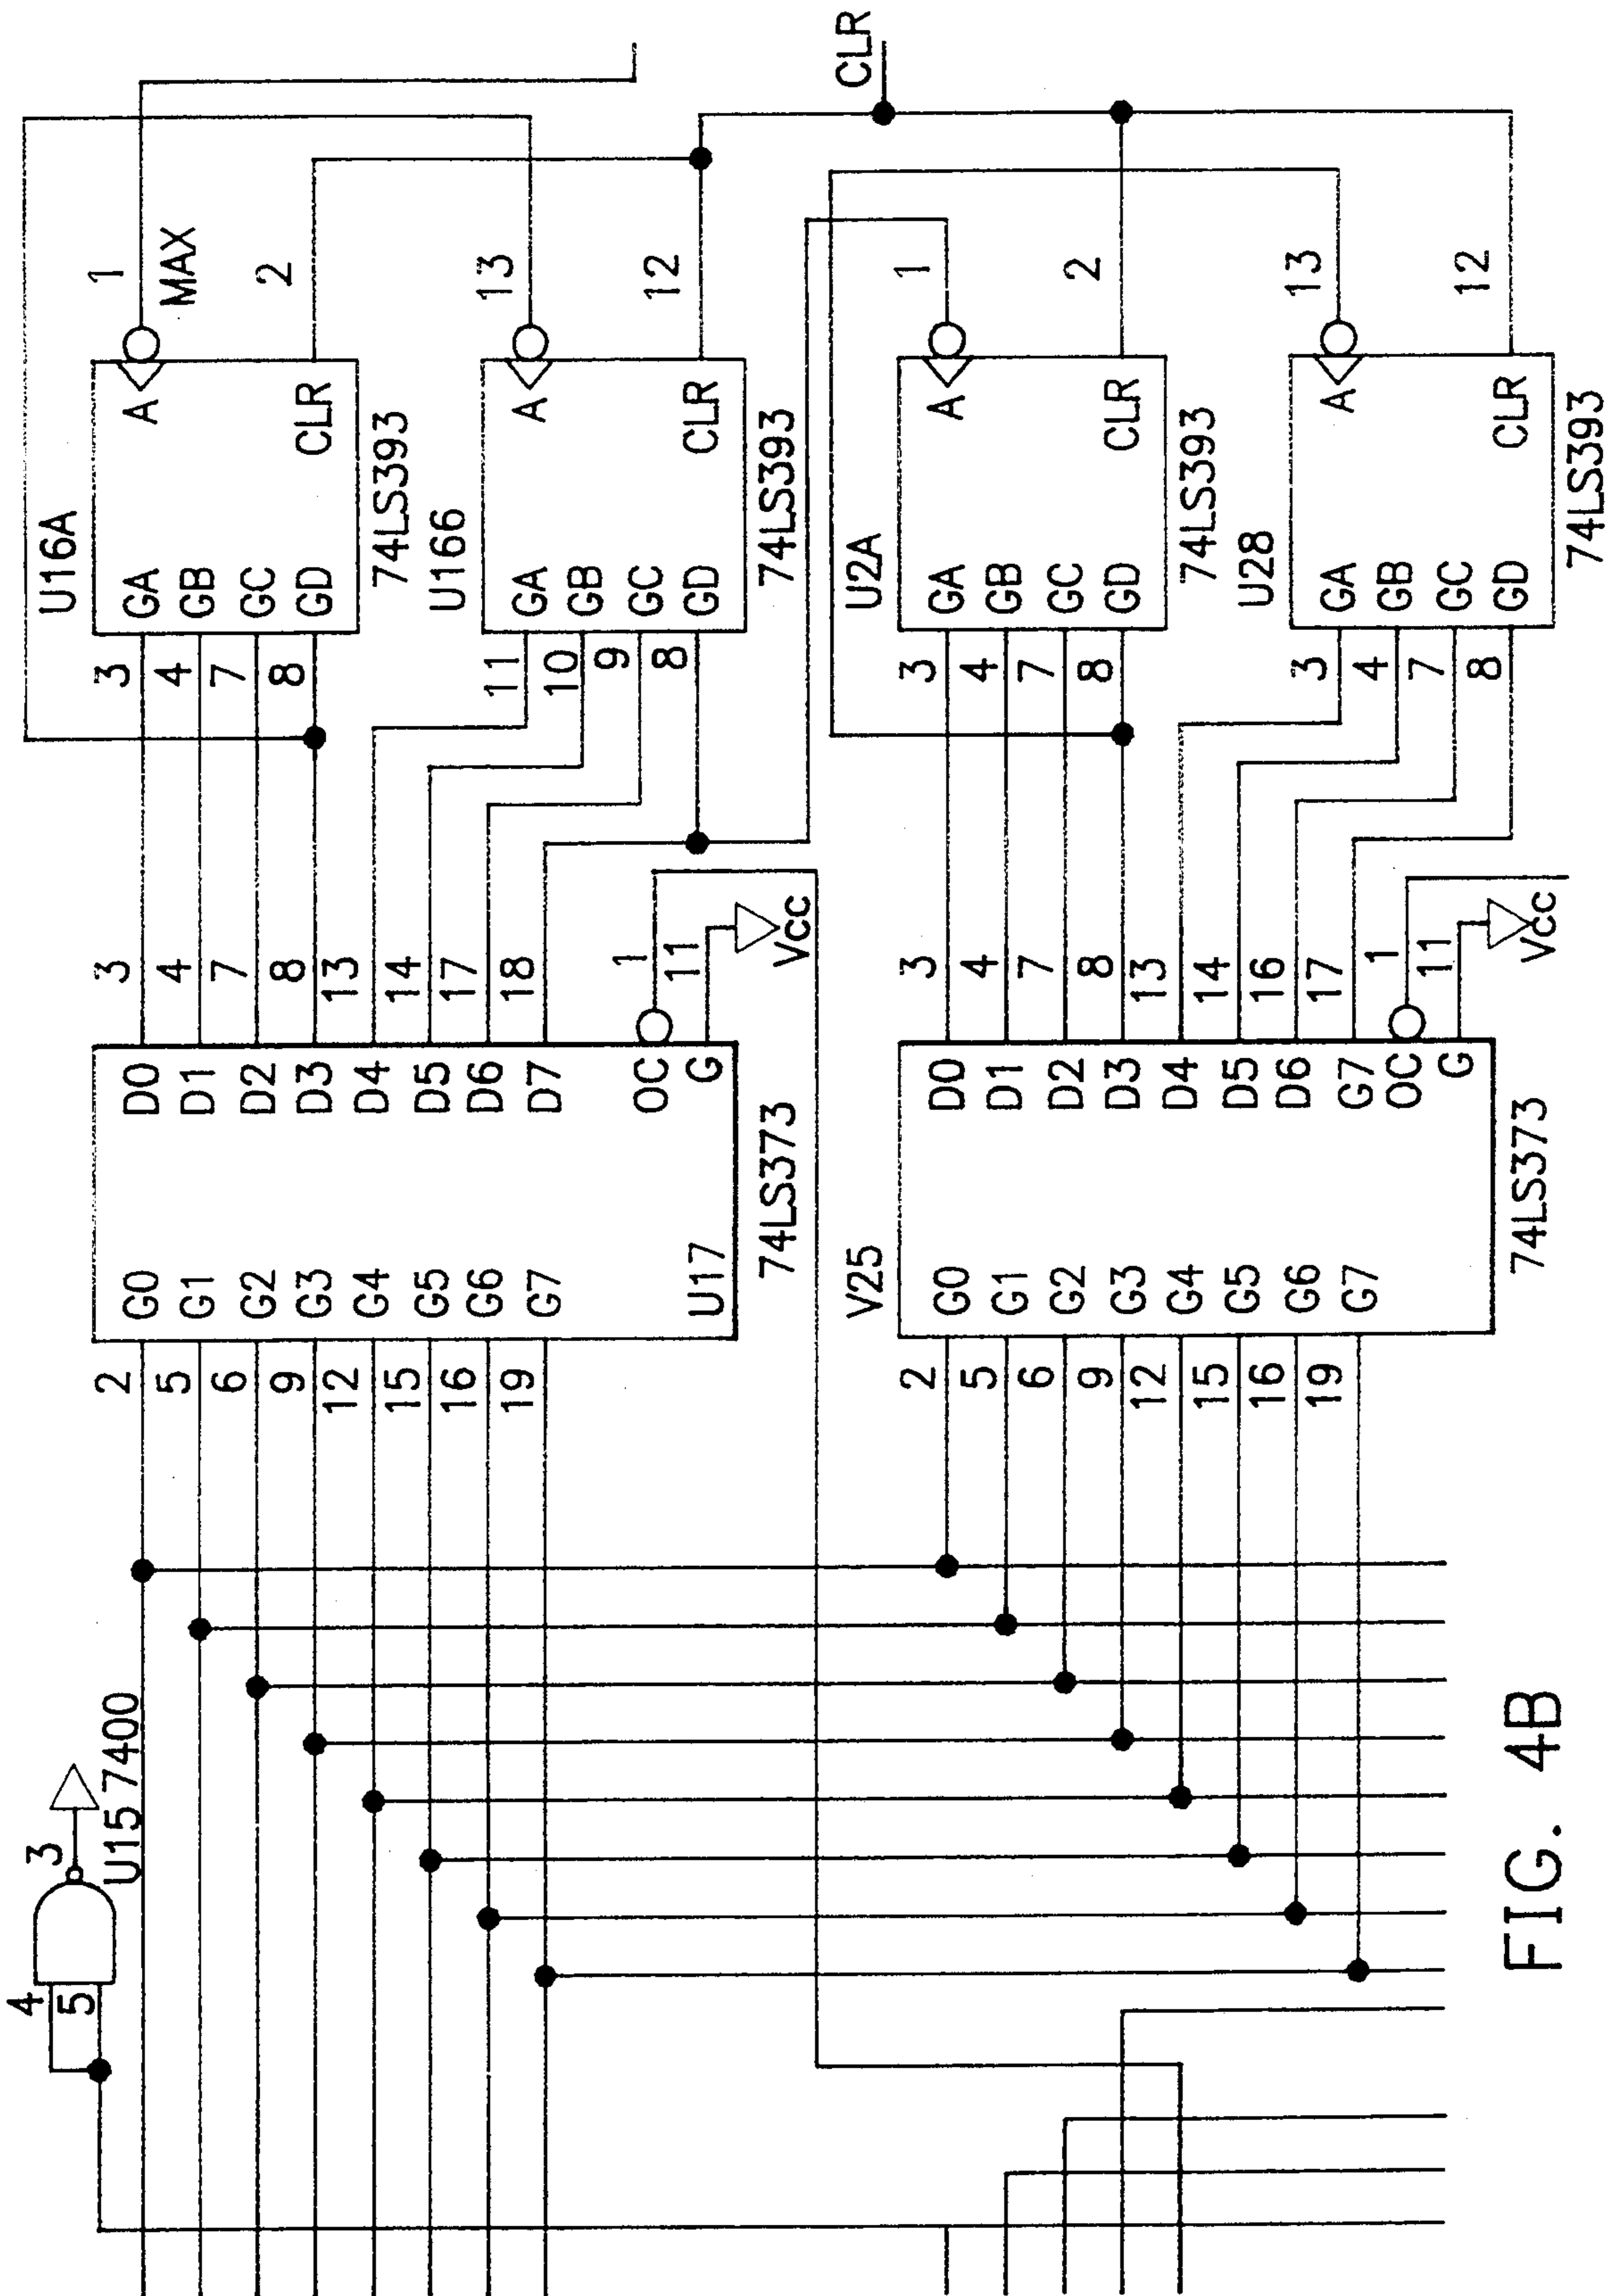 U16A
GA
GB
GC
GD
A
CLR
74LS393
1
MAX
2
3
4
7
8
U166
GA
GB
GC
GD
A
CLR
74LS393
13
12
11
10
9
8
CLR
U2A
GA
GB
GC
GD
A
CLR
74LS393
1
2
3
4
7
8
U28
GA
GB
GC
GD
A
CLR
74LS393
13
12
3
4
7
8
3
4
7
8
13
14
17
18
1
11
Vcc
D0
D1
D2
D3
D4
D5
D6
D7
OC
G
G0
G1
G2
G3
G4
G5
G6
G7
U17
74LS373
2
5
6
9
12
15
16
19
3
4
7
8
13
14
16
17
1
11
Vcc
D0
D1
D2
D3
D4
D5
D6
G7
OC
G
V25
G0
G1
G2
G3
G4
G5
G6
G7
74LS373
2
5
6
9
12
15
16
19
4
5
3
U15 7400
FIG. 4B